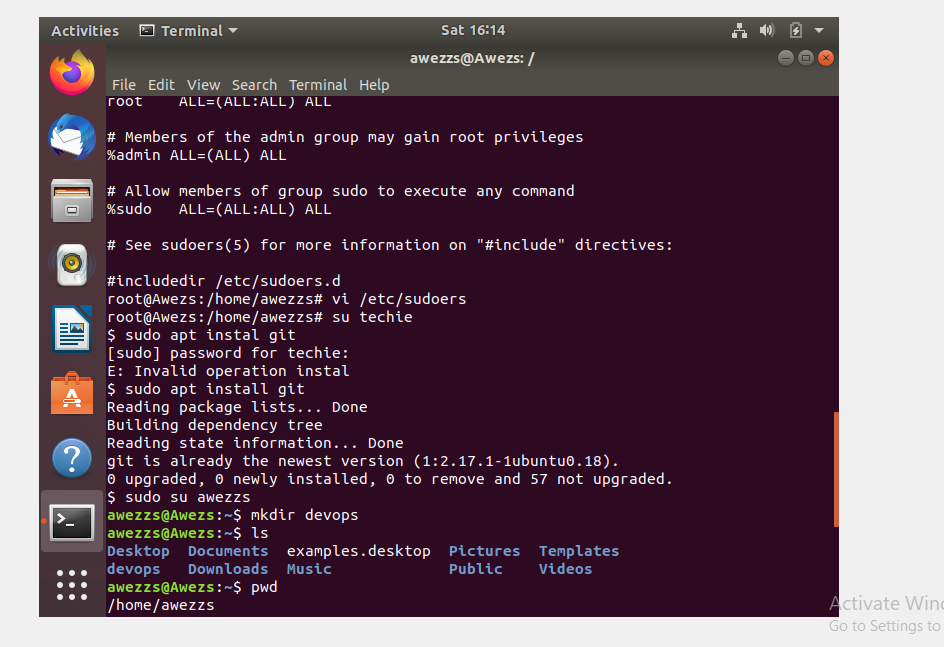 Activities Terminal Sat 16:14
awezzs@Awezs: /
File Edit View Search Terminal Help
root    ALL=(ALL:ALL) ALL
# Members of the admin group may gain root privileges
%admin ALL=(ALL) ALL
# Allow members of group sudo to execute any command
%sudo   ALL=(ALL:ALL) ALL
# See sudoers(5) for more information on "#include" directives:
#includedir /etc/sudoers.d
root@Awezs:/home/awezzs# vi /etc/sudoers
root@Awezs:/home/awezzs# su techie
$ sudo apt instal git
[sudo] password for techie:
E: Invalid operation instal
$ sudo apt install git
Reading package lists... Done
Building dependency tree
Reading state information... Done
git is already the newest version (1:2.17.1-1ubuntu0.18).
0 upgraded, 0 newly installed, 0 to remove and 57 not upgraded.
$ sudo su awezzs
awezzs@Awezs:~$ mkdir devops
awezzs@Awezs:~$ ls
Desktop  Documents  examples.desktop  Pictures  Templates
devops   Downloads  Music             Public    Videos
awezzs@Awezs:~$ pwd
/home/awezzs
Activate Wind
Go to Settings to